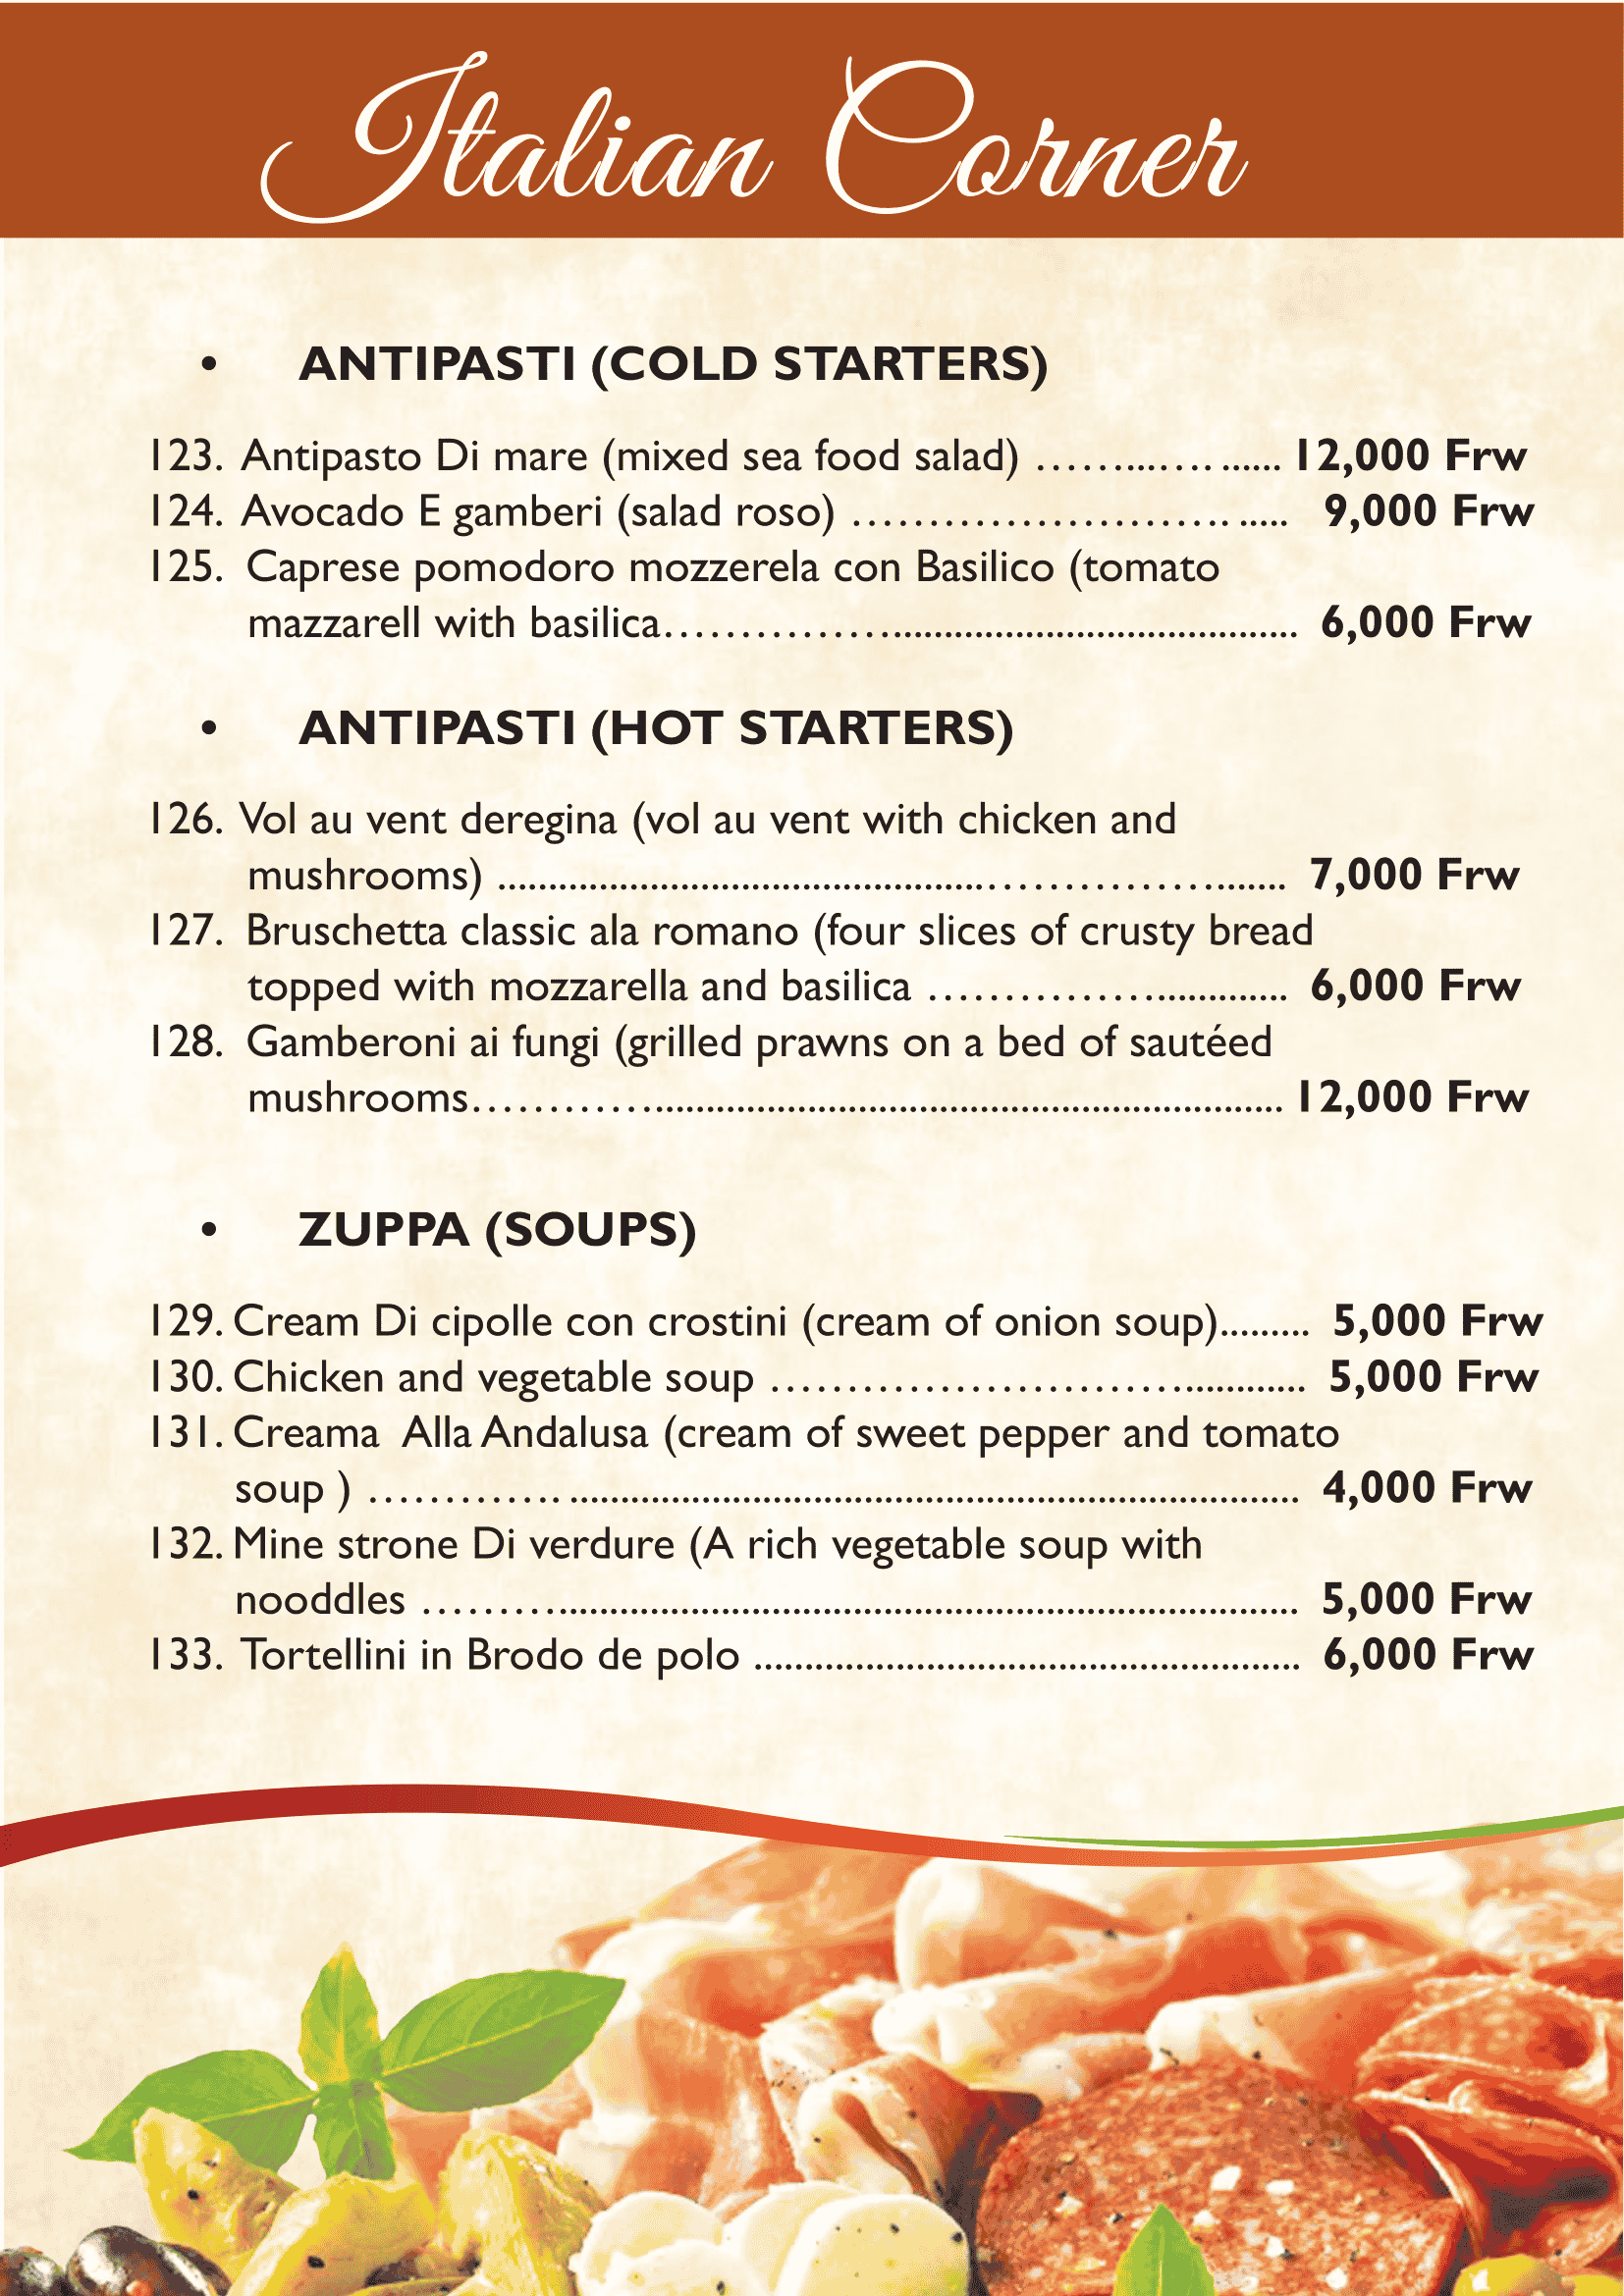 Italian Corner
• ANTIPASTI (COLD STARTERS)
123. Antipasto Di mare (mixed sea food salad) ……...…. ...... 12,000 Frw
124. Avocado E gamberi (salad roso) ……………………. ..... 9,000 Frw
125. Caprese pomodoro mozzerela con Basilico (tomato
mazzarell with basilica……………........................................ 6,000 Frw
• ANTIPASTI (HOT STARTERS)
126. Vol au vent deregina (vol au vent with chicken and
mushrooms) ................................................……………....... 7,000 Frw
127. Bruschetta classic ala romano (four slices of crusty bread
topped with mozzarella and basilica ……………............. 6,000 Frw
128. Gamberoni ai fungi (grilled prawns on a bed of sautéed
mushrooms…………............................................................... 12,000 Frw
• ZUPPA (SOUPS)
129. Cream Di cipolle con crostini (cream of onion soup)......... 5,000 Frw
130. Chicken and vegetable soup ………………………............ 5,000 Frw
131. Creama Alla Andalusa (cream of sweet pepper and tomato
soup ) …………. ........................................................................ 4,000 Frw
132. Mine strone Di verdure (A rich vegetable soup with
nooddles ………......................................................................... 5,000 Frw
133. Tortellini in Brodo de polo ...................................................... 6,000 Frw